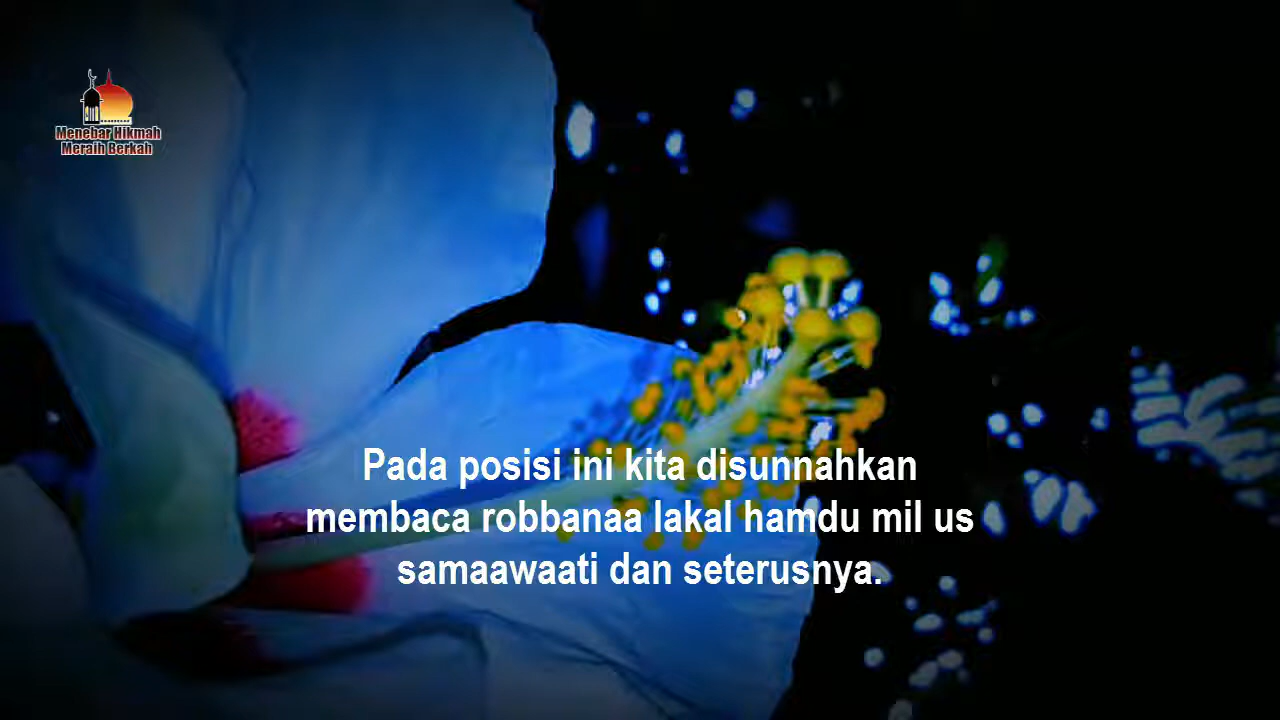 Menebar Hikmah
Meraih Berkah
Pada posisi ini kita disunnahkan
membaca robbanaa lakal hamdu mil us
samaawaati dan seterusnya.